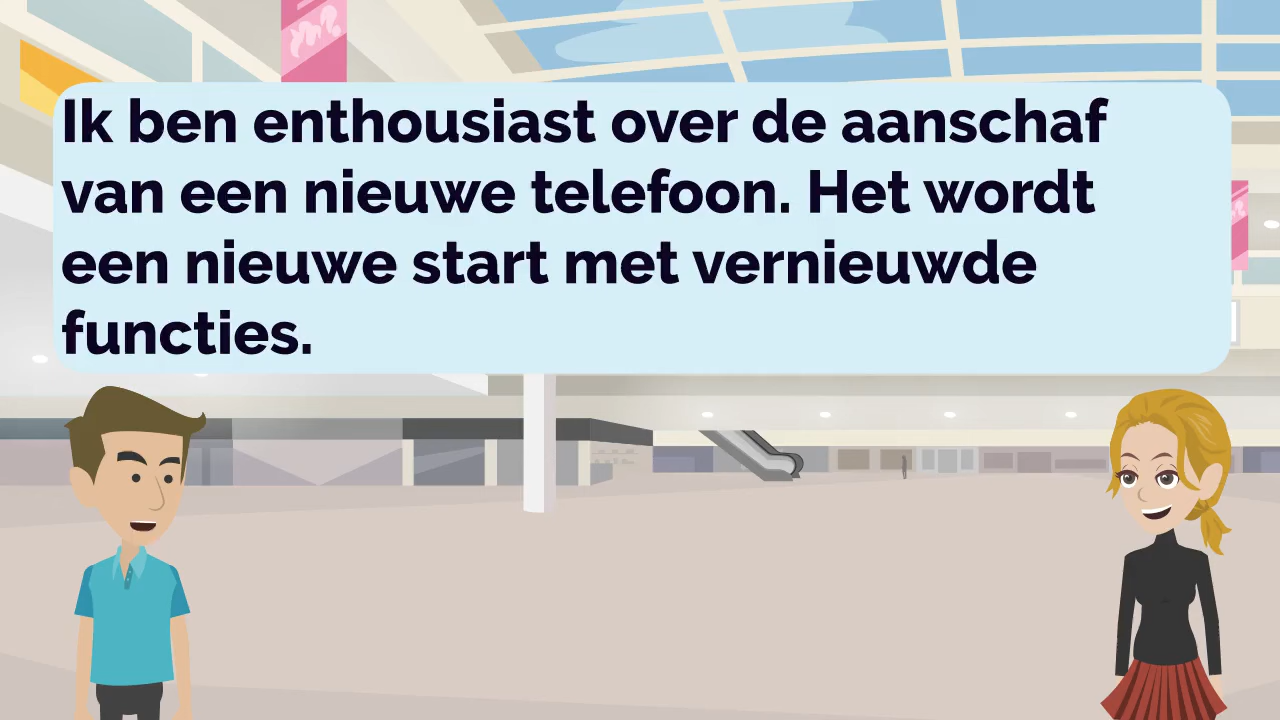 Ik ben enthousiast over de aanschaf
van een nieuwe telefoon. Het wordt
een nieuwe start met vernieuwde
functies.